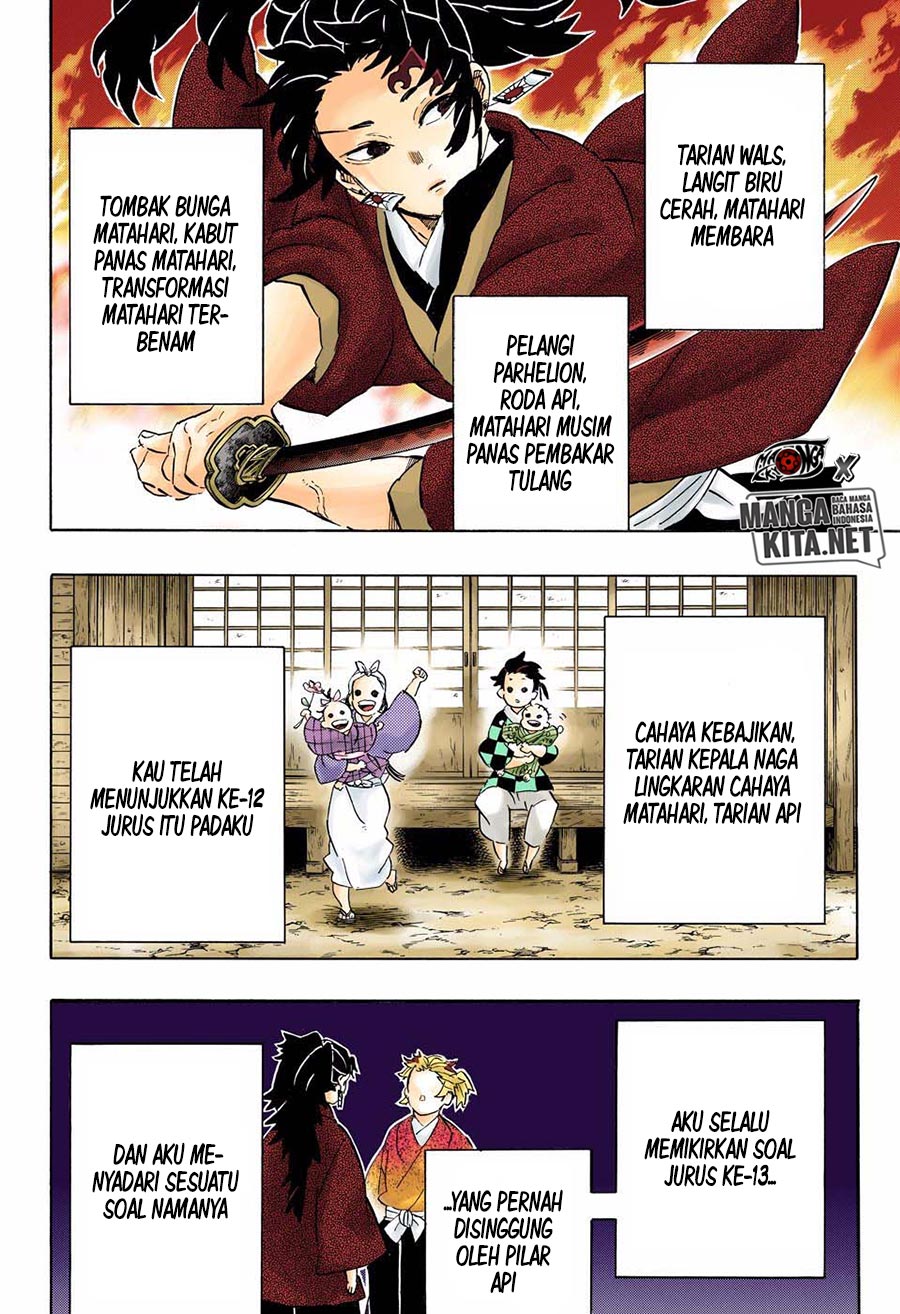 TARIAN WALS,
LANGIT BIRU
CERAH, MATAHARI
MEMBARA
PELANGI
PARHELION,
RODA API,
MATAHARI MUSIM
PANAS PEMBAKAR
TULANG
TOMBAK BUNGA
MATAHARI, KABUT
PANAS MATAHARI,
TRANSFORMASI
MATAHARI TER-
BENAM
X
MANGA
BACA MANGA
BAHASA
INDONESIA
KITA.NET
CAHAYA KEBAJIKAN,
TARIAN KEPALA NAGA
LINGKARAN CAHAYA
MATAHARI, TARIAN API
KAU TELAH
MENUNJUKKAN KE-12
JURUS ITU PADAKU
AKU SELALU
MEMIKIRKAN SOAL
JURUS KE-13...
...YANG PERNAH
DISINGGUNG
OLEH PILAR
API
DAN AKU ME-
NYADARI SESUATU
SOAL NAMANYA